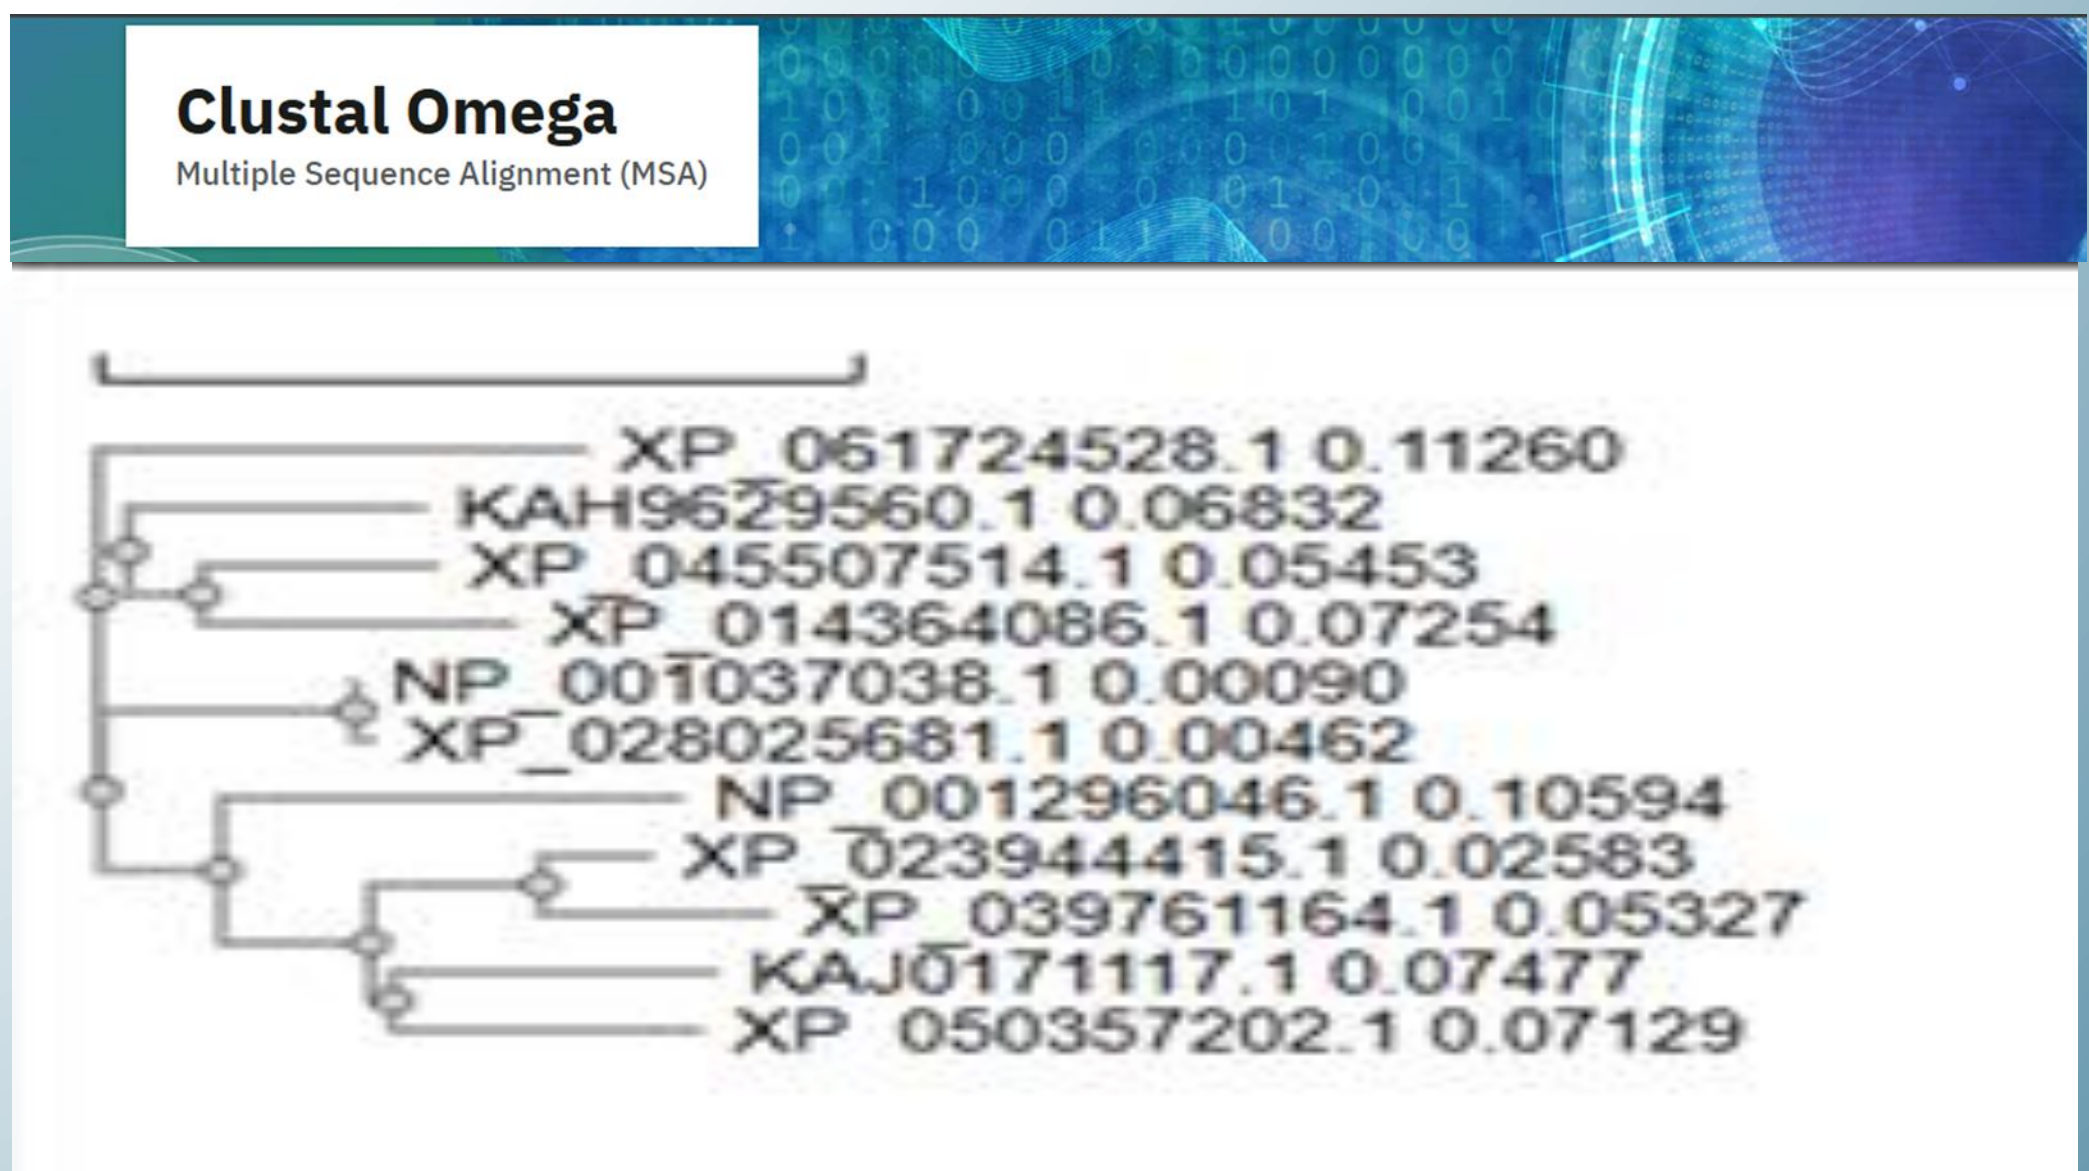 Clustal Omega
Multiple Sequence Alignment (MSA)
XP_061724528.1 0.11260
KAH9629560.1 0.06832
XP_045507514.1 0.05453
XP_014364086.1 0.07254
NP_001037038.1 0.00090
XP_028025681.1 0.00462
NP_001296046.1 0.10594
XP_023944415.1 0.02583
XP_039761164.1 0.05327
KAJ0171117.1 0.07477
XP_050357202.1 0.07129